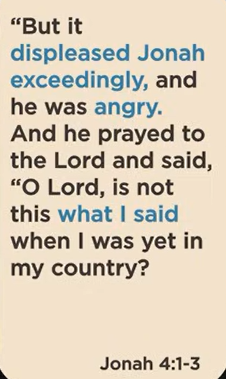 “But it
displeased Jonah
exceedingly, and
he was angry.
And he prayed to
the Lord and said,
“O Lord, is not
this what I said
when I was yet in
my country?
Jonah 4:1-3